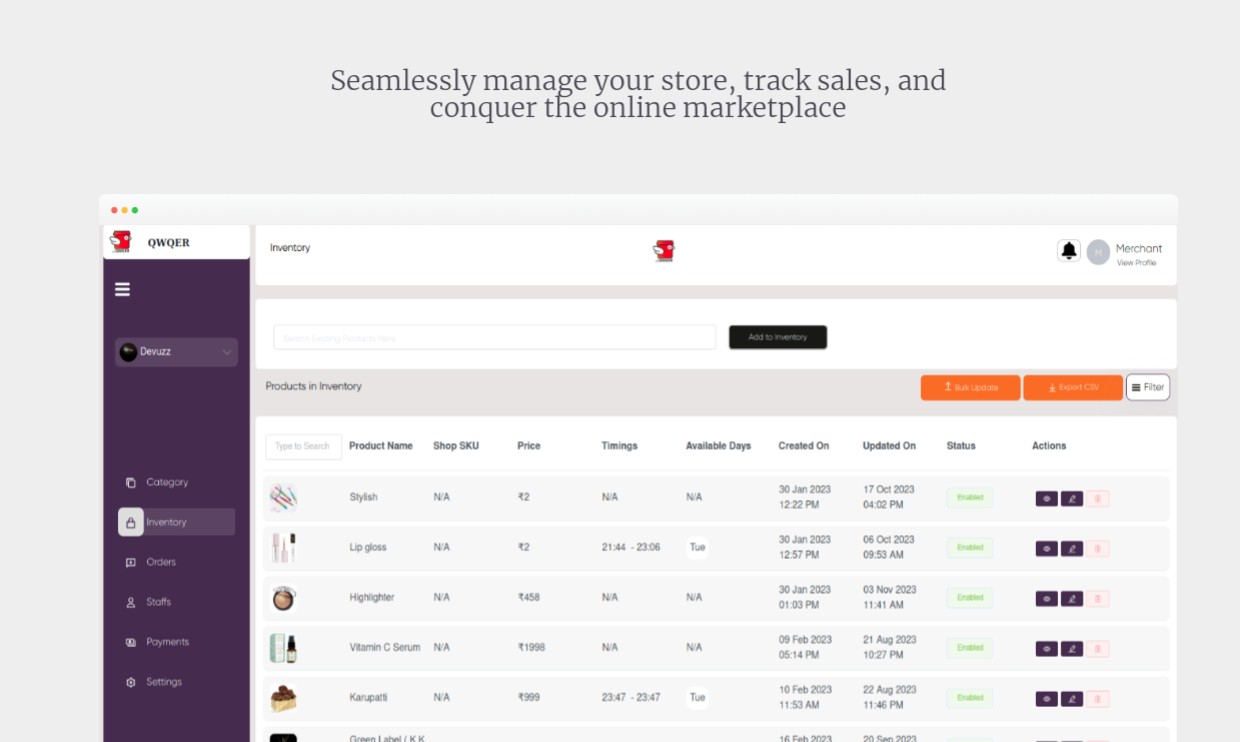 Seamlessly manage your store, track sales, and
conquer the online marketplace
QWQER
Inventory
Merchant
View Profile
M
Devuzz
Search Existing Products Here
Add to Inventory
Products in Inventory
Bulk Update
Export CSV
Filter
Type to Search Product Name Shop SKU Price Timings Available Days Created On Updated On Status Actions
Stylish N/A ₹2 N/A N/A 30 Jan 2023 12:22 PM 17 Oct 2023 04:02 PM Enabled
Lip gloss N/A ₹2 21:44 - 23:06 Tue 30 Jan 2023 12:57 PM 06 Oct 2023 09:53 AM Enabled
Highlighter N/A ₹458 N/A N/A 30 Jan 2023 01:03 PM 03 Nov 2023 11:41 AM Enabled
Vitamin C Serum N/A ₹1998 N/A N/A 09 Feb 2023 05:14 PM 21 Aug 2023 10:27 PM Enabled
Karupatti N/A ₹999 23:47 - 23:47 Tue 10 Feb 2023 11:53 AM 22 Aug 2023 11:46 PM Enabled
Green Label ( K.K 16 Feb 2023 20 Sep 2023
Category
Inventory
Orders
Staffs
Payments
Settings